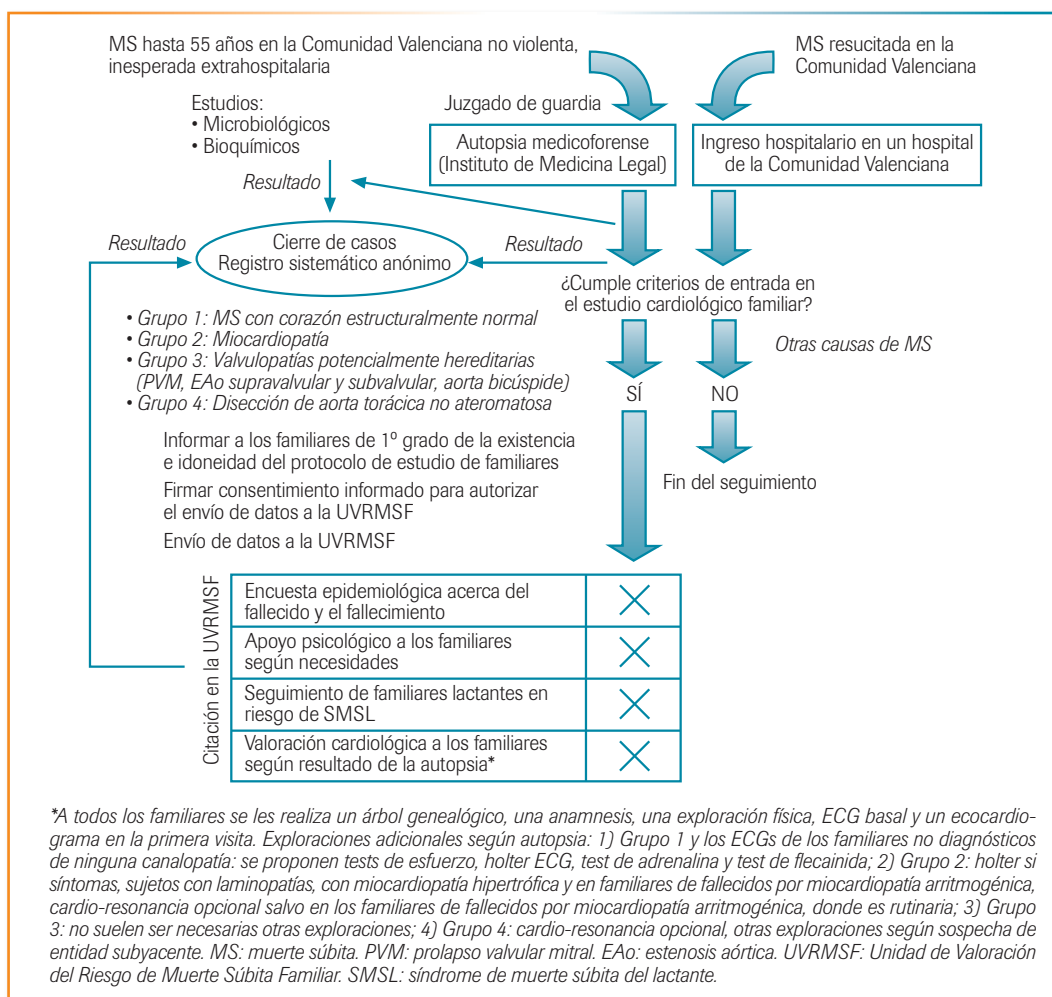 MS hasta 55 años en la Comunidad Valenciana no violenta,
inesperada extrahospitalaria
MS resucitada en la
Comunidad Valenciana
Estudios:
• Microbiológicos
• Bioquímicos
Juzgado de guardia
Autopsia medicoforense
(Instituto de Medicina Legal)
Ingreso hospitalario en un hospital
de la Comunidad Valenciana
Resultado
Resultado
Cierre de casos
Registro sistemático anónimo
Resultado
¿Cumple criterios de entrada en
el estudio cardiológico familiar?
• Grupo 1: MS con corazón estructuralmente normal
• Grupo 2: Miocardiopatía
• Grupo 3: Valvulopatías potencialmente hereditarias
(PVM, EAo supravalvular y subvalvular, aorta bicúspide)
• Grupo 4: Disección de aorta torácica no ateromatosa
Otras causas de MS
SÍ
NO
Informar a los familiares de 1º grado de la existencia
e idoneidad del protocolo de estudio de familiares
Firmar consentimiento informado para autorizar
el envío de datos a la UVRMSF
Envío de datos a la UVRMSF
Fin del seguimiento
Citación en la UVRMSF
Encuesta epidemiológica acerca del
fallecido y el fallecimiento
Apoyo psicológico a los familiares
según necesidades
Seguimiento de familiares lactantes en
riesgo de SMSL
Valoración cardiológica a los familiares
según resultado de la autopsia*
*A todos los familiares se les realiza un árbol genealógico, una anamnesis, una exploración física, ECG basal y un ecocardio-
grama en la primera visita. Exploraciones adicionales según autopsia: 1) Grupo 1 y los ECGs de los familiares no diagnósticos
de ninguna canalopatía: se proponen tests de esfuerzo, holter ECG, test de adrenalina y test de flecainida; 2) Grupo 2: holter si
síntomas, sujetos con laminopatías, con miocardiopatía hipertrófica y en familiares de fallecidos por miocardiopatía arritmogénica,
cardio-resonancia opcional salvo en los familiares de fallecidos por miocardiopatía arritmogénica, donde es rutinaria; 3) Grupo
3: no suelen ser necesarias otras exploraciones; 4) Grupo 4: cardio-resonancia opcional, otras exploraciones según sospecha de
entidad subyacente. MS: muerte súbita. PVM: prolapso valvular mitral. EAo: estenosis aórtica. UVRMSF: Unidad de Valoración
del Riesgo de Muerte Súbita Familiar. SMSL: síndrome de muerte súbita del lactante.